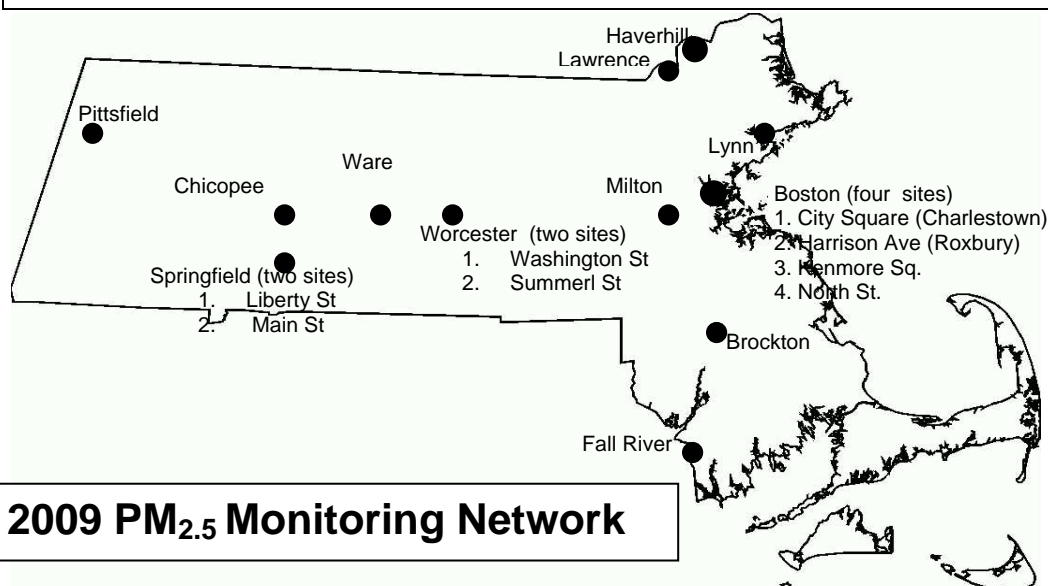 Haverhill
Lawrence
Pittsfield
Lynn
Ware
Chicopee
Milton
Boston (four sites)
1. City Square (Charlestown)
2. Harrison Ave (Roxbury)
3. Kenmore Sq.
4. North St.
Worcester (two sites)
1. Washington St
2. Summerl St
Springfield (two sites)
1. Liberty St
2. Main St
Brockton
Fall River
2009 PM2.5 Monitoring Network